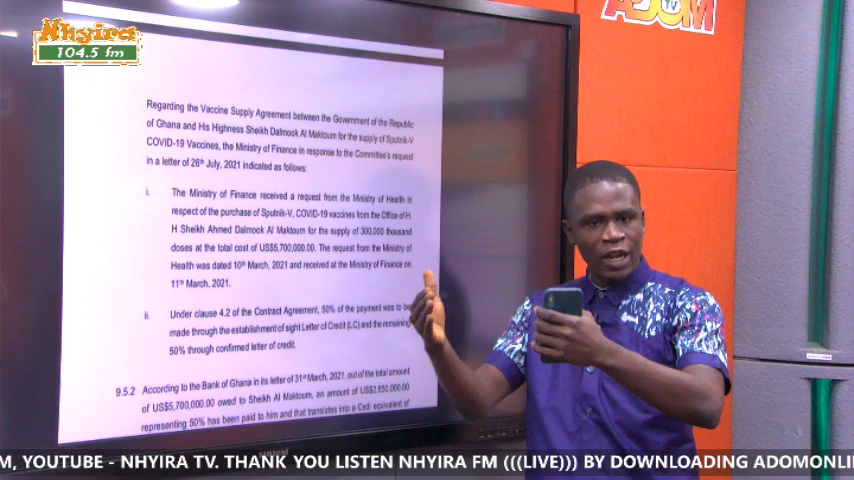 Nhyira
104.5 fm
ADOM
TV
Regarding the Vaccine Supply Agreement between the Government of the Republic
of Ghana and His Highness Sheikh Dalmook Al Maktoum for the supply of Sputnik-V
COVID-19 Vaccines, the Ministry of Finance in response to the Committee's request
in a letter of 26th July, 2021 indicated as follows:
i. The Ministry of Finance received a request from the Ministry of Health in
respect of the purchase of Sputnik-V, COVID-19 vaccines from the Office of H.
H Sheikh Ahmed Dalmook Al Maktoum for the supply of 300,000 thousand
doses at the total cost of US$5,700,000.00. The request from the Ministry of
Health was dated 10th March, 2021 and received at the Ministry of Finance on
11th March, 2021.
ii. Under clause 4.2 of the Contract Agreement, 50% of the payment was to be
made through the establishment of sight Letter of Credit (LC) and the remaining
50% through confirmed letter of credit.
9.5.2 According to the Bank of Ghana in its letter of 31st March, 2021, out of the total amount
of US$5,700,000.00 owed to Sheikh Al Maktoum, an amount of US$2,850,000.00
representing 50% has been paid to him and that translates into a Cedi equivalent of
SAMSUNG
M, YOUTUBE - NHYIRA TV. THANK YOU LISTEN NHYIRA FM (((LIVE))) BY DOWNLOADING ADOMONLI